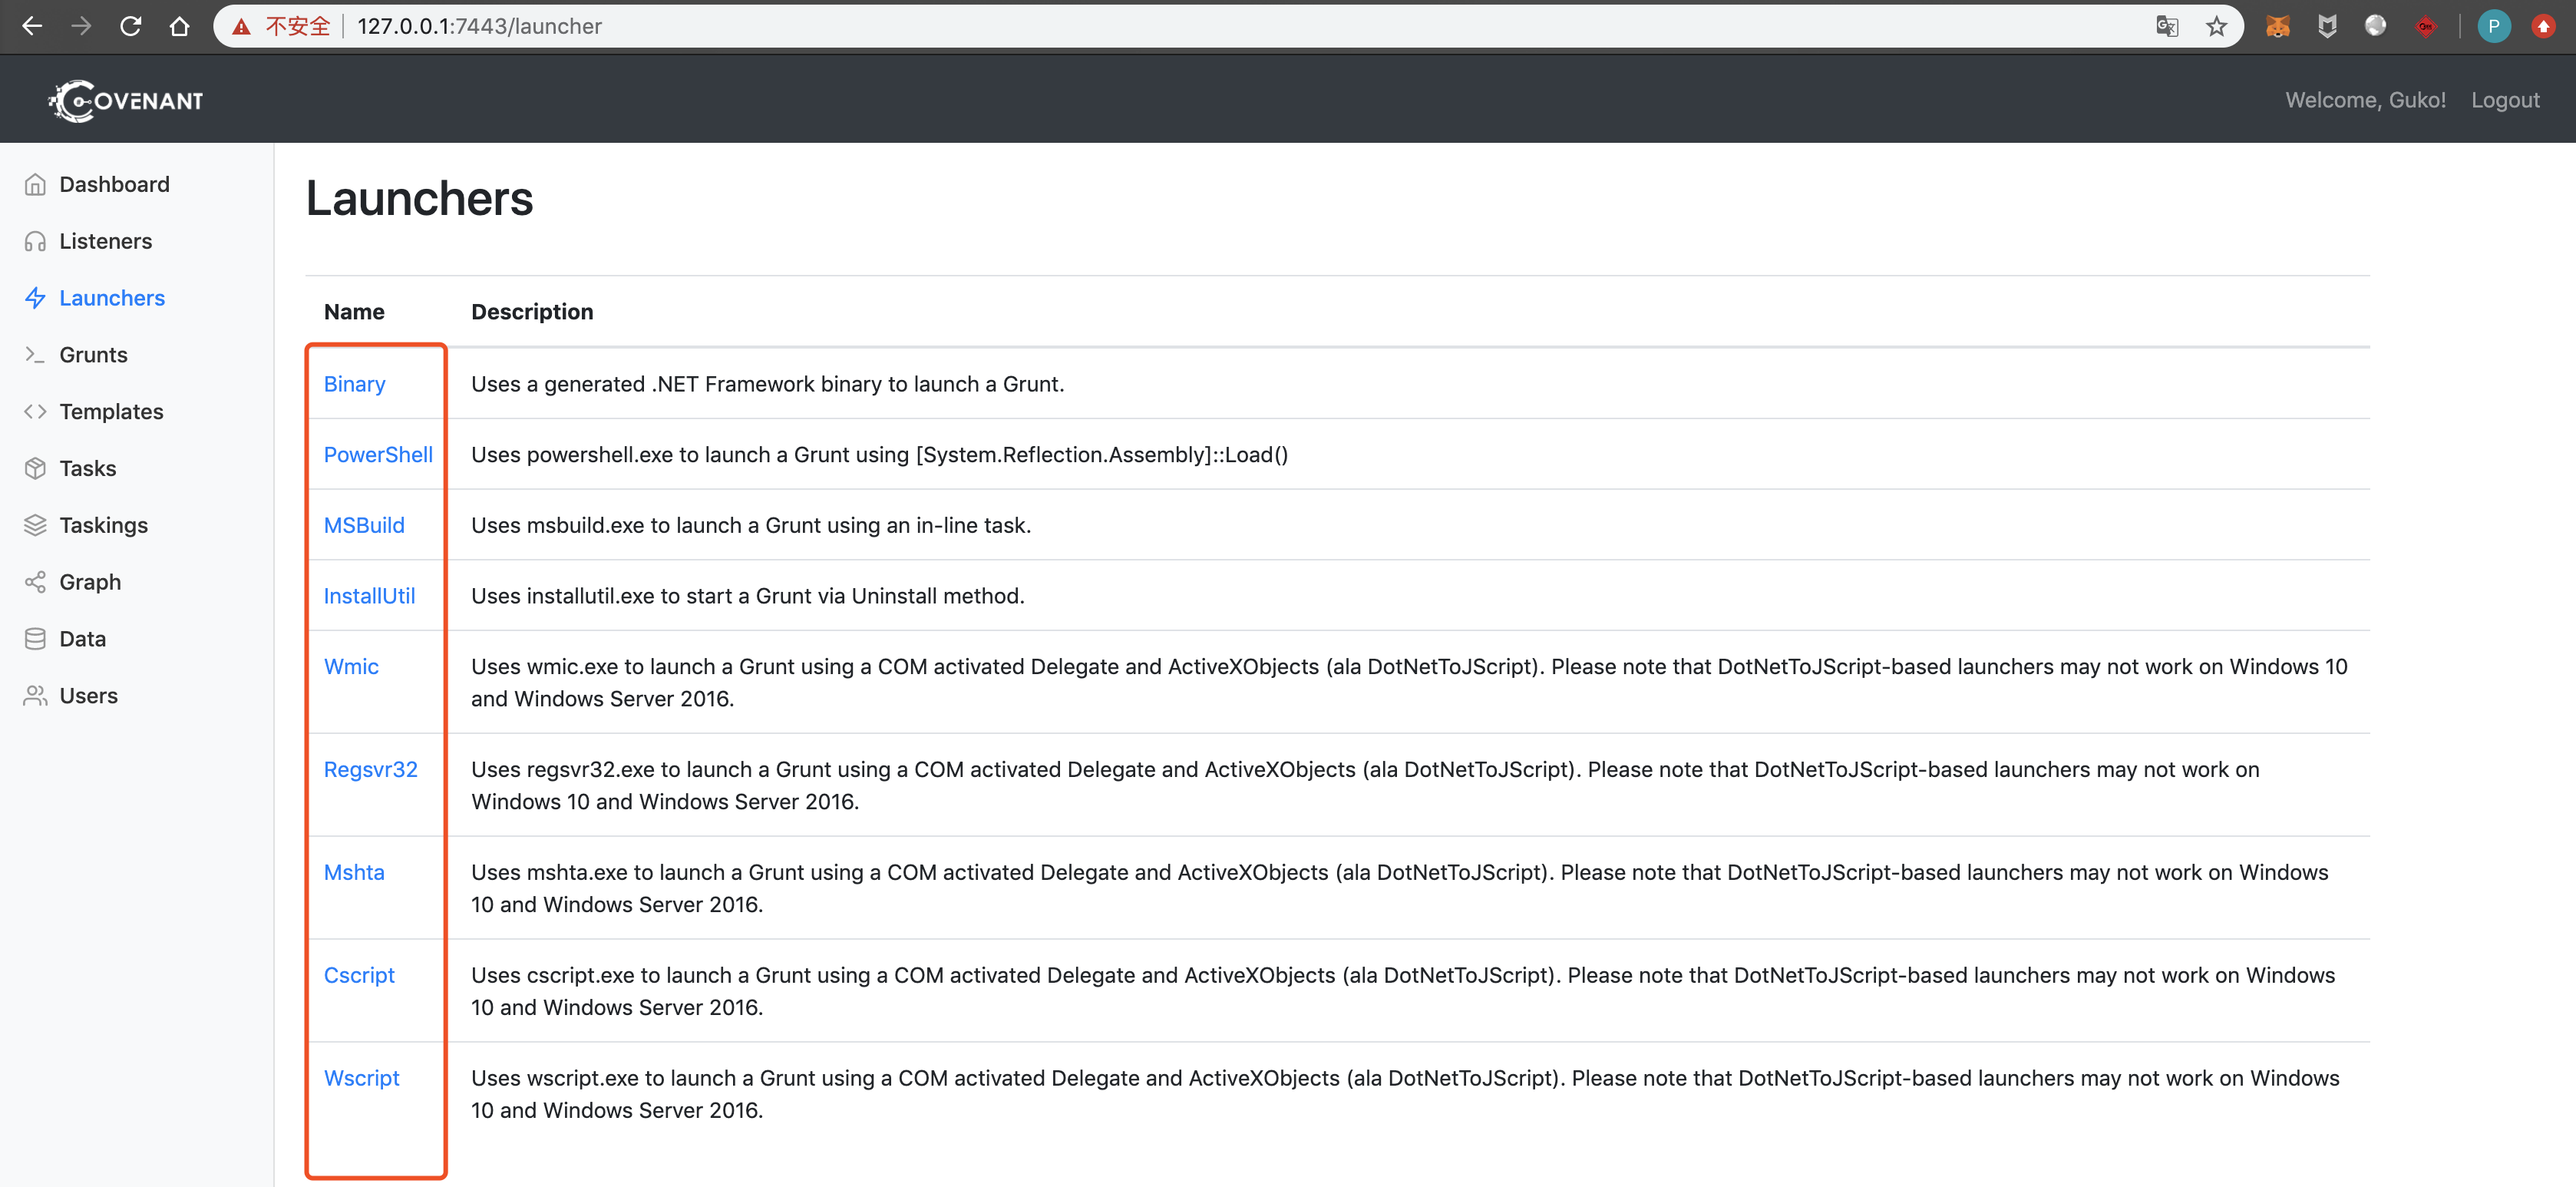 不安全 127.0.0.1:7443/launcher
P
COVENANT
Welcome, Guko! Logout
Dashboard
Listeners
Launchers
Grunts
Templates
Tasks
Taskings
Graph
Data
Users
Launchers
Name Description
Binary Uses a generated .NET Framework binary to launch a Grunt.
PowerShell Uses powershell.exe to launch a Grunt using [System.Reflection.Assembly]::Load()
MSBuild Uses msbuild.exe to launch a Grunt using an in-line task.
InstallUtil Uses installutil.exe to start a Grunt via Uninstall method.
Wmic Uses wmic.exe to launch a Grunt using a COM activated Delegate and ActiveXObjects (ala DotNetToJScript). Please note that DotNetToJScript-based launchers may not work on Windows 10
and Windows Server 2016.
Regsvr32 Uses regsvr32.exe to launch a Grunt using a COM activated Delegate and ActiveXObjects (ala DotNetToJScript). Please note that DotNetToJScript-based launchers may not work on
Windows 10 and Windows Server 2016.
Mshta Uses mshta.exe to launch a Grunt using a COM activated Delegate and ActiveXObjects (ala DotNetToJScript). Please note that DotNetToJScript-based launchers may not work on Windows
10 and Windows Server 2016.
Cscript Uses cscript.exe to launch a Grunt using a COM activated Delegate and ActiveXObjects (ala DotNetToJScript). Please note that DotNetToJScript-based launchers may not work on Windows
10 and Windows Server 2016.
Wscript Uses wscript.exe to launch a Grunt using a COM activated Delegate and ActiveXObjects (ala DotNetToJScript). Please note that DotNetToJScript-based launchers may not work on Windows
10 and Windows Server 2016.